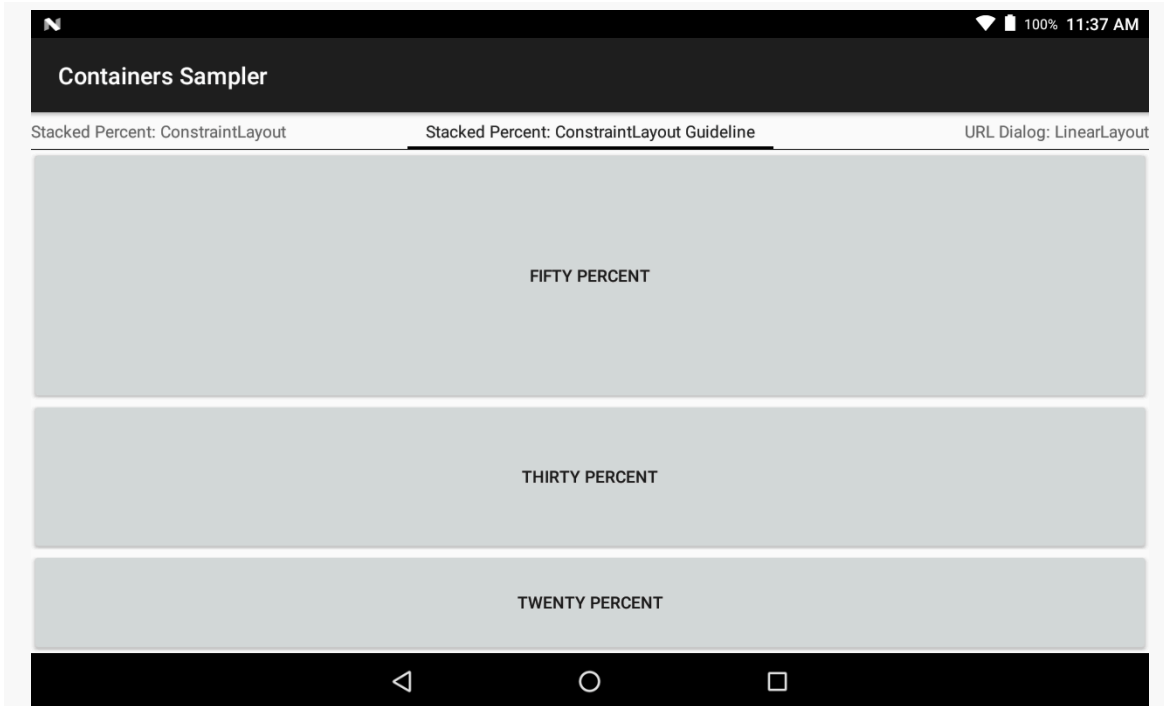 100% 11:37 AM
Containers Sampler
Stacked Percent: ConstraintLayout Stacked Percent: ConstraintLayout Guideline URL Dialog: LinearLayout
FIFTY PERCENT
THIRTY PERCENT
TWENTY PERCENT